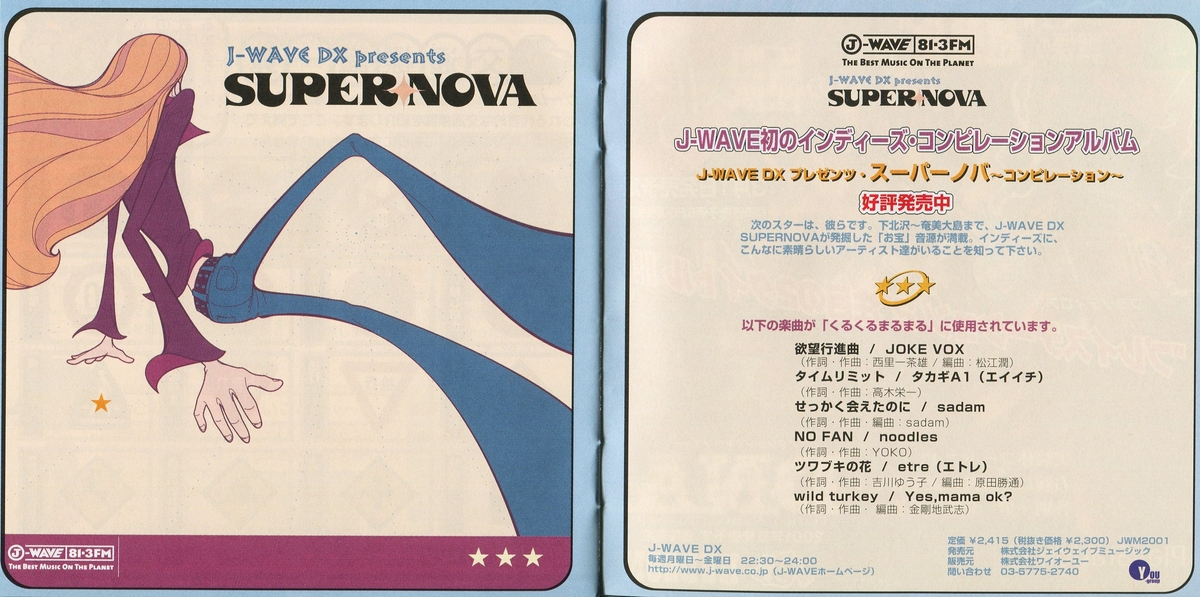 J-WAVE DX presents
SUPER NOVA
J-WAVE 81·3FM
THE BEST MUSIC ON THE PLANET
J-WAVE 81·3FM
THE BEST MUSIC ON THE PLANET
J-WAVE DX presents
SUPER NOVA
J-WAVE初のインディーズ・コンピレーションアルバム
J-WAVE DX プレゼンツ・スーパーノバ~コンピレーション~
好評発売中
次のスターは、彼らです。下北沢~奄美大島まで、J-WAVE DX
SUPERNOVAが発掘した「お宝」音源が満載。インディーズに、
こんなに素晴らしいアーティスト達がいることを知って下さい。
以下の楽曲が「くるくるまるまる」に使用されています。
欲望行進曲 / JOKE VOX
(作詞・作曲:西里一茶雄 / 編曲:松江潤)
タイムリミット / タカギA1(エイイチ)
(作詞・作曲:高木栄一)
せっかく会えたのに / sadam
(作詞・作曲・編曲:sadam)
NO FAN / noodles
(作詞・作曲:YOKO)
ツワブキの花 / etre(エトレ)
(作詞・作曲:吉川ゆう子 / 編曲:原田勝通)
wild turkey / Yes,mama ok?
(作詞・作曲・編曲:金剛地武志)
J-WAVE DX
毎週月曜日~金曜日 22:30~24:00
http://www.j-wave.co.jp(J-WAVEホームページ)
定価 ¥2,415(税抜き価格 ¥2,300) JWM2001
発売元 株式会社ジェイウェイブミュージック
販売元 株式会社ワイオーユー
問い合わせ 03-5775-2740
YOU
-group